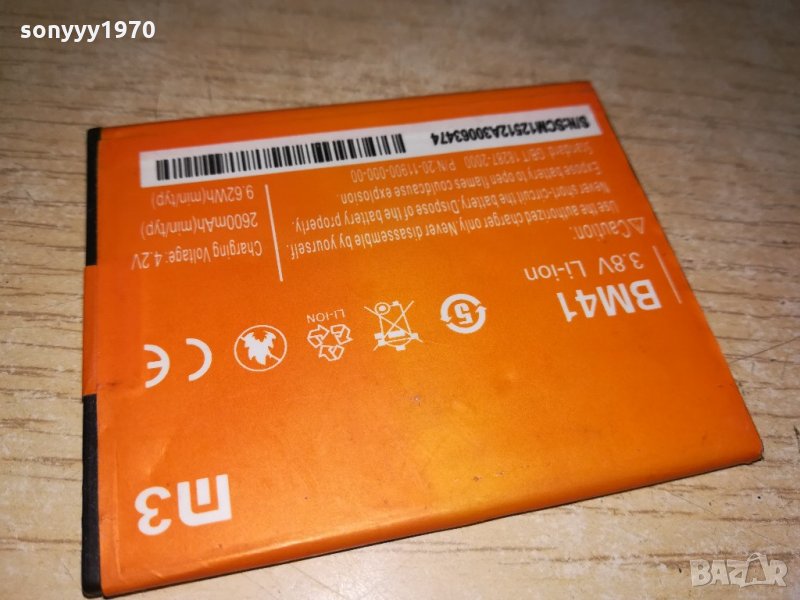 sonyyy1970
BM41
3.8V Li-ion
⚠Caution:
Use the authorized charger only. Never disassemble by yourself.
Never short-circuit the battery. Dispose of the battery properly.
Expose battery open flames couldcause explosion.
Standard GB/T 18287-2000 P/N 20-11900-000-00
S/N:SCM12512A30063474
Charging Voltage: 4.2V
2600mAh(min/typ)
9.62Wh(min/typ)
5
LI-ION
CE
m3
BAZAR